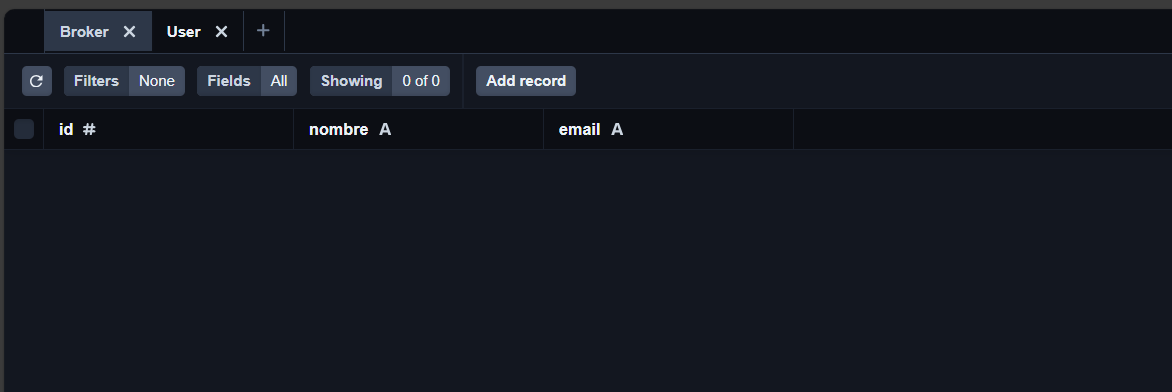 Broker × User × +
Filters None Fields All Showing 0 of 0 Add record
id # nombre A email A